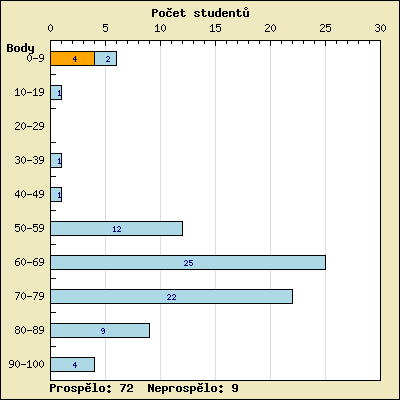 Počet studentů
0 5 10 15 20 25 30
Body
0-9 4 2
10-19 1
20-29
30-39 1
40-49 1
50-59 12
60-69 25
70-79 22
80-89 9
90-100 4
Prospělo: 72 Neprospělo: 9